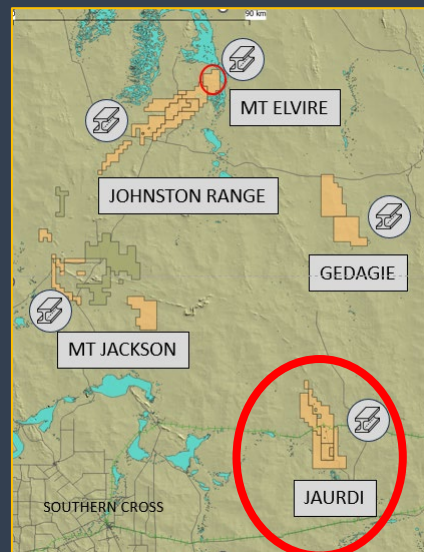 90 km
MT ELVIRE
JOHNSTON RANGE
GEDAGIE
MT JACKSON
JAURDI
SOUTHERN CROSS